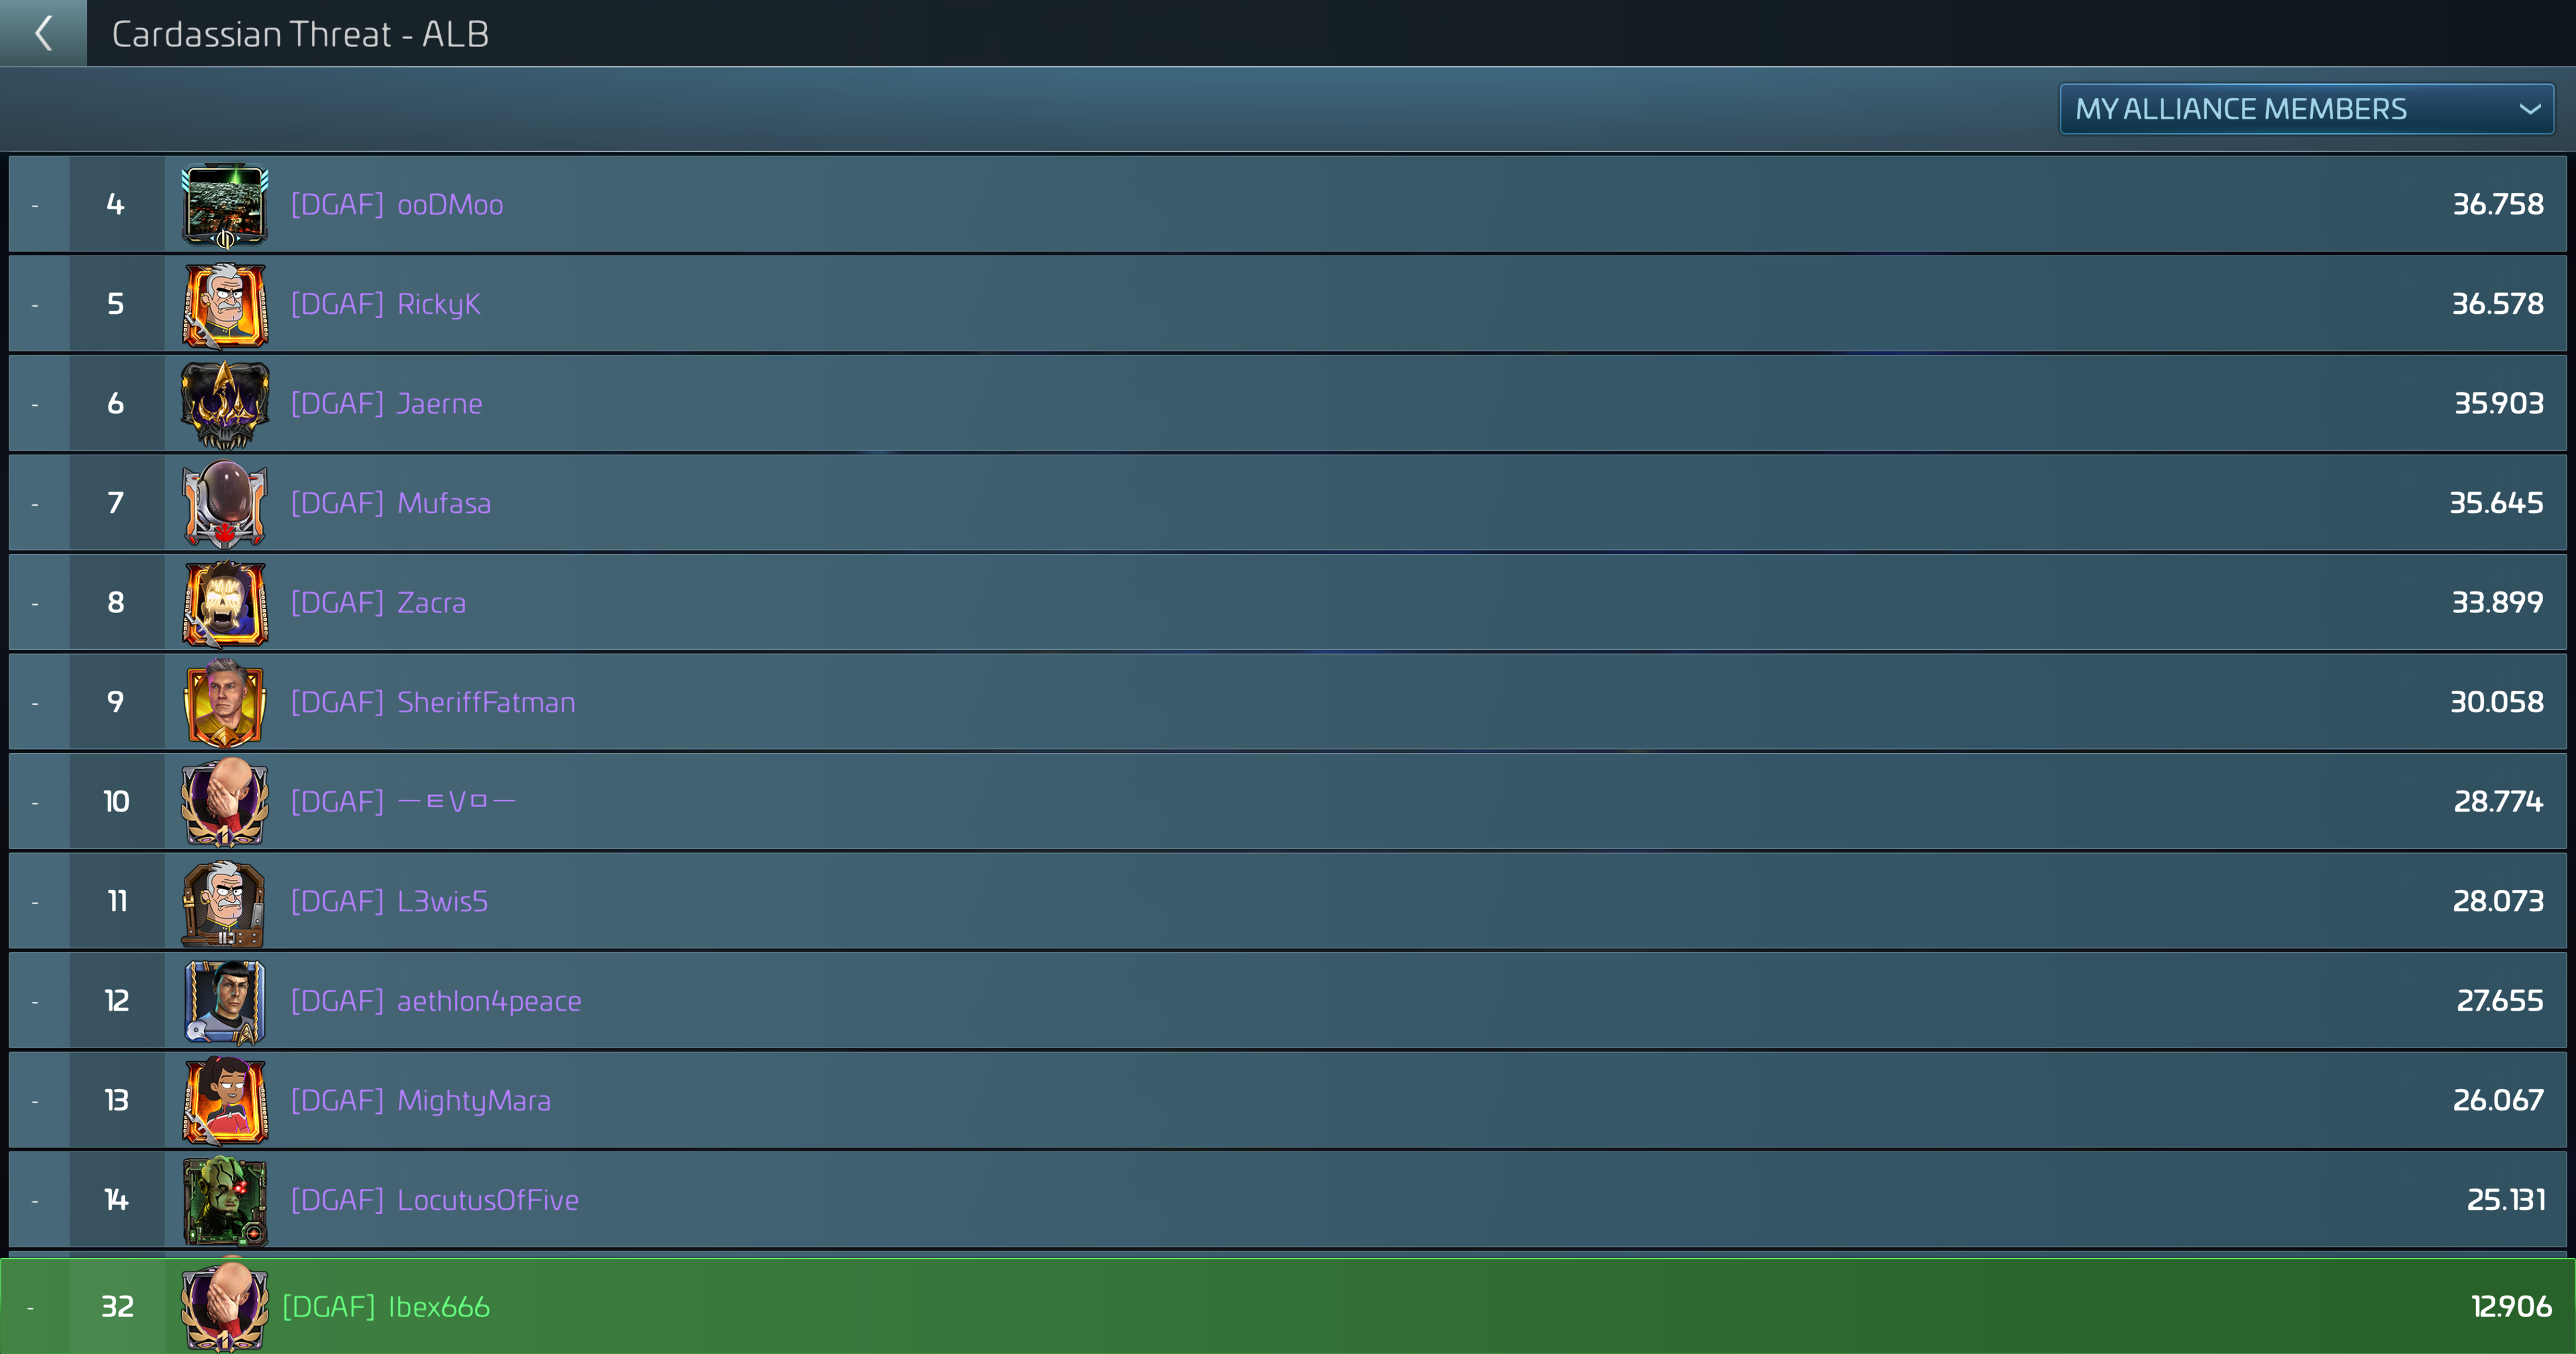 Cardassian Threat - ALB
MY ALLIANCE MEMBERS
- 4 [DGAF] ooDMoo 36.758
- 5 [DGAF] RickyK 36.578
- 6 [DGAF] Jaerne 35.903
- 7 [DGAF] Mufasa 35.645
- 8 [DGAF] Zacra 33.899
- 9 [DGAF] SheriffFatman 30.058
- 10 [DGAF] —EVO— 28.774
- 11 [DGAF] L3wis5 28.073
- 12 [DGAF] aethlon4peace 27.655
- 13 [DGAF] MightyMara 26.067
- 14 [DGAF] LocutusOfFive 25.131
- 32 [DGAF] Ibex666 12.906